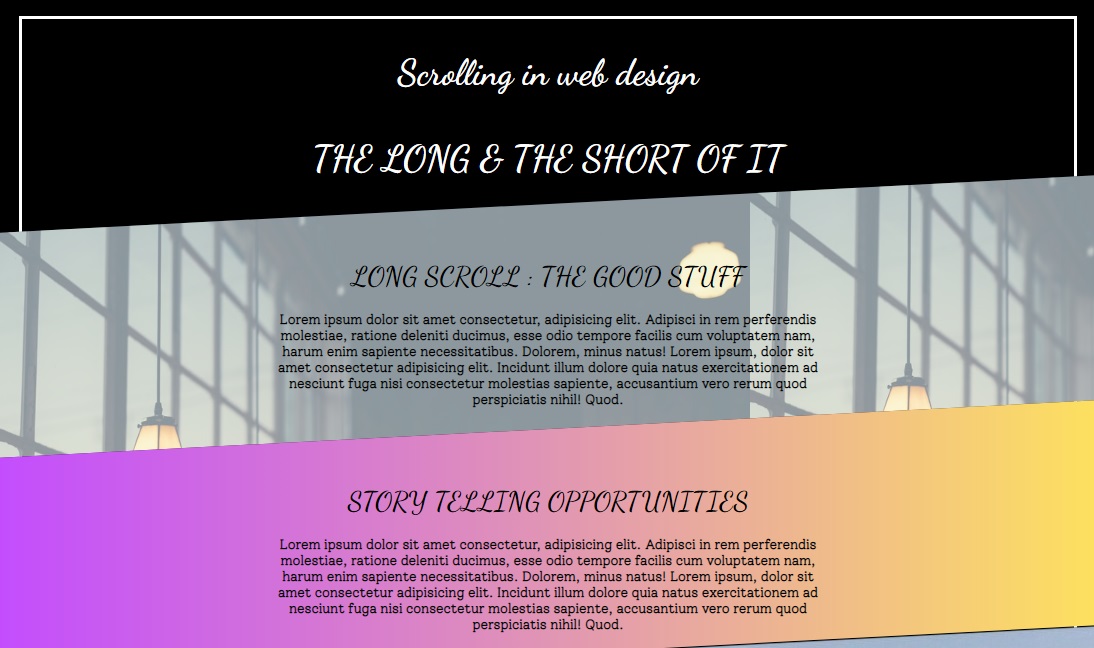 Scrolling in web design
THE LONG & THE SHORT OF IT
LONG SCROLL : THE GOOD STUFF
Lorem ipsum dolor sit amet consectetur, adipisicing elit. Adipisci in rem perferendis
molestiae, ratione deleniti ducimus, esse odio tempore facilis cum voluptatem nam,
harum enim sapiente necessitatibus. Dolorem, minus natus! Lorem ipsum, dolor sit
amet consectetur adipisicing elit. Incidunt illum dolore quia natus exercitationem ad
nesciunt fuga nisi consectetur molestias sapiente, accusantium vero rerum quod
perspiciatis nihil! Quod.
STORY TELLING OPPORTUNITIES
Lorem ipsum dolor sit amet consectetur, adipisicing elit. Adipisci in rem perferendis
molestiae, ratione deleniti ducimus, esse odio tempore facilis cum voluptatem nam,
harum enim sapiente necessitatibus. Dolorem, minus natus! Lorem ipsum, dolor sit
amet consectetur adipisicing elit. Incidunt illum dolore quia natus exercitationem ad
nesciunt fuga nisi consectetur molestias sapiente, accusantium vero rerum quod
perspiciatis nihil! Quod.